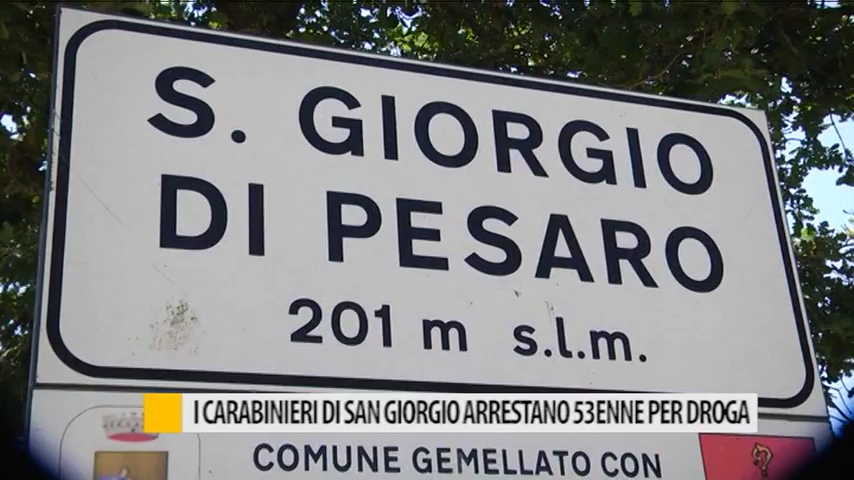 S. GIORGIO
DI PESARO
201 m s.l.m.
I CARABINIERI DI SAN GIORGIO ARRESTANO 53ENNE PER DROGA
COMUNE GEMELLATO CON